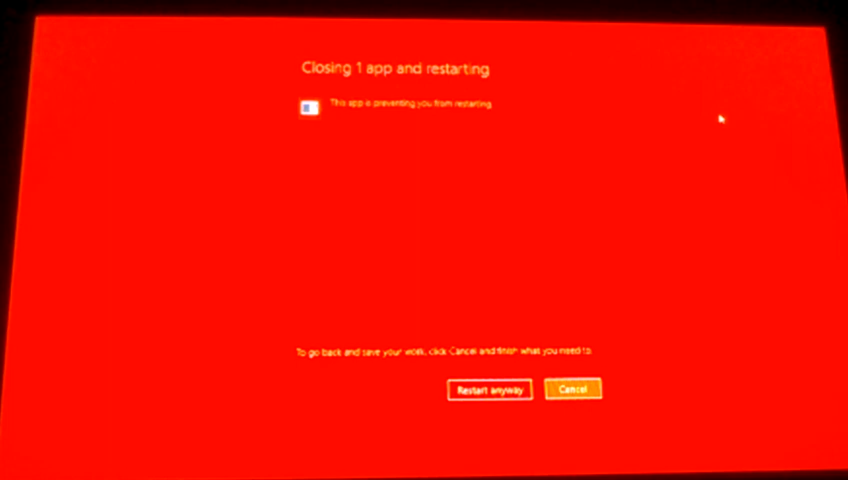 Closing 1 app and restarting
This app is preventing you from restarting.
To go back and save your work, click Cancel and finish what you need to.
Restart anyway
Cancel